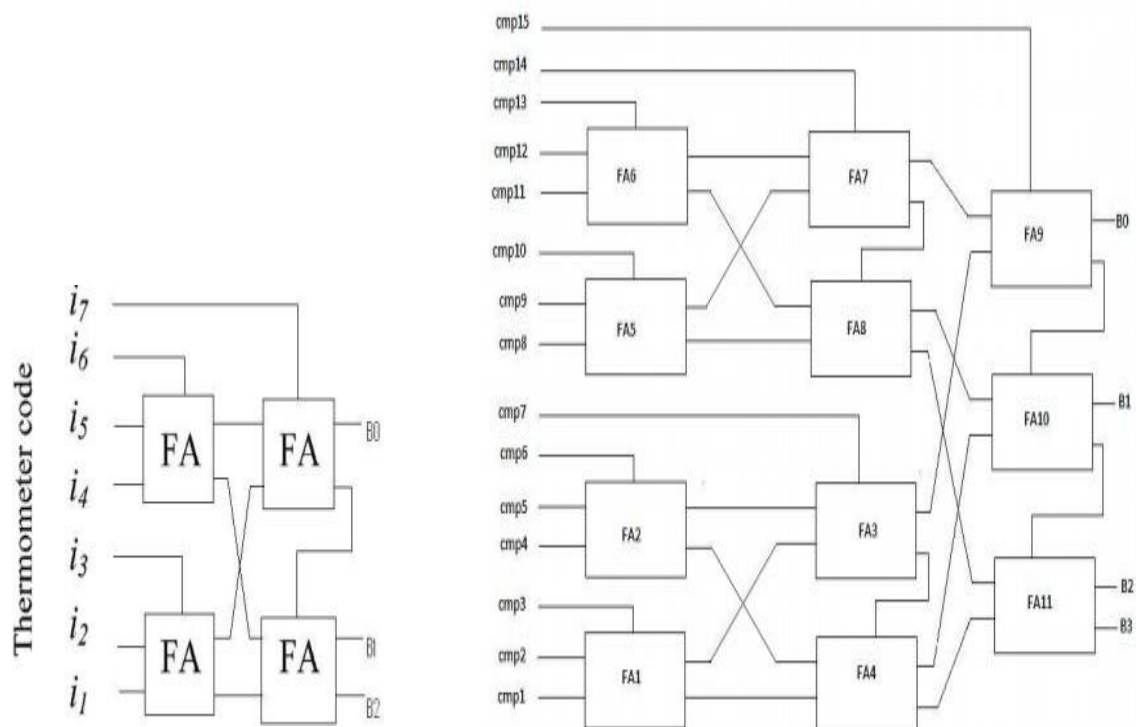 Thermometer code
i7
i6
i5
i4
i3
i2
i1
FA
FA
FA
FA
B0
B1
B2
cmp15
cmp14
cmp13
cmp12
cmp11
cmp10
cmp9
cmp8
cmp7
cmp6
cmp5
cmp4
cmp3
cmp2
cmp1
FA6
FA7
FA9
B0
FA5
FA8
FA10
B1
FA2
FA3
FA11
B2
B3
FA1
FA4